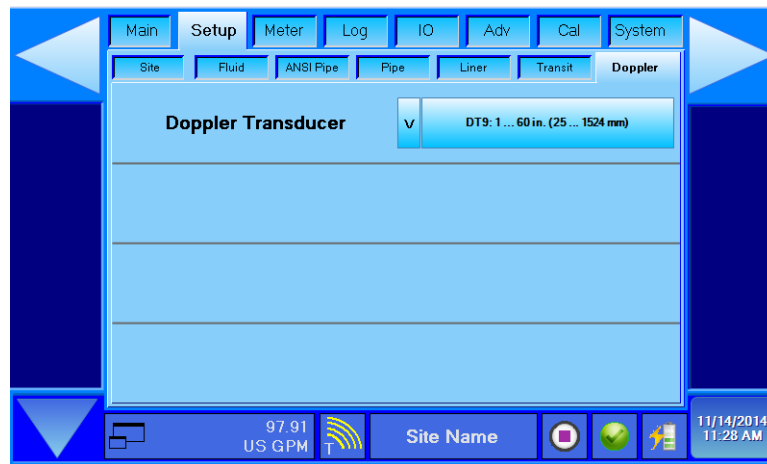 Main Setup Meter Log IO Adv Cal System
Site Fluid ANSI Pipe Pipe Liner Transit Doppler
Doppler Transducer v DT9: 1 ... 60 in. (25 ... 1524 mm)
97.91
US GPM T Site Name
11/14/2014
11:28 AM